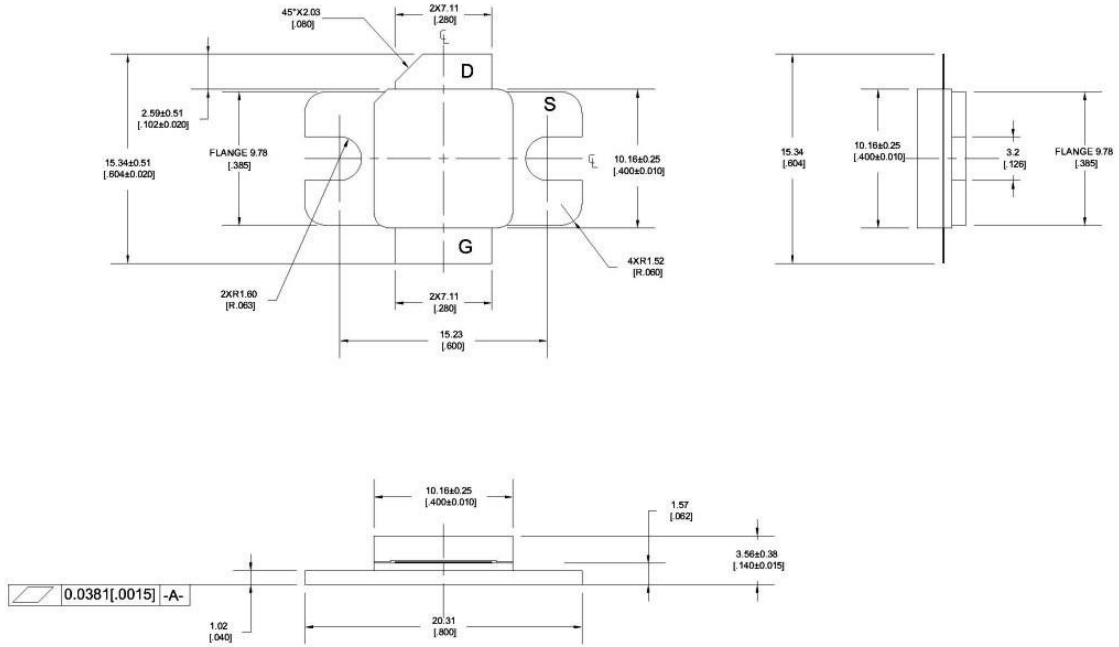 45°X2.03
[.080]
2X7.11
[.280]
℄
D
S
2.59±0.51
[.102±0.020]
15.34±0.51
[.604±0.020]
FLANGE 9.78
[.385]
℄
10.16±0.25
[.400±0.010]
G
2XR1.60
[R.063]
2X7.11
[.280]
4XR1.52
[R.060]
15.23
[.600]
15.34
[.604]
10.16±0.25
[.400±0.010]
3.2
[.126]
FLANGE 9.78
[.385]
10.16±0.25
[.400±0.010]
1.57
[.062]
3.56±0.38
[.140±0.015]
0.0381[.0015] -A-
1.02
[.040]
20.31
[.800]